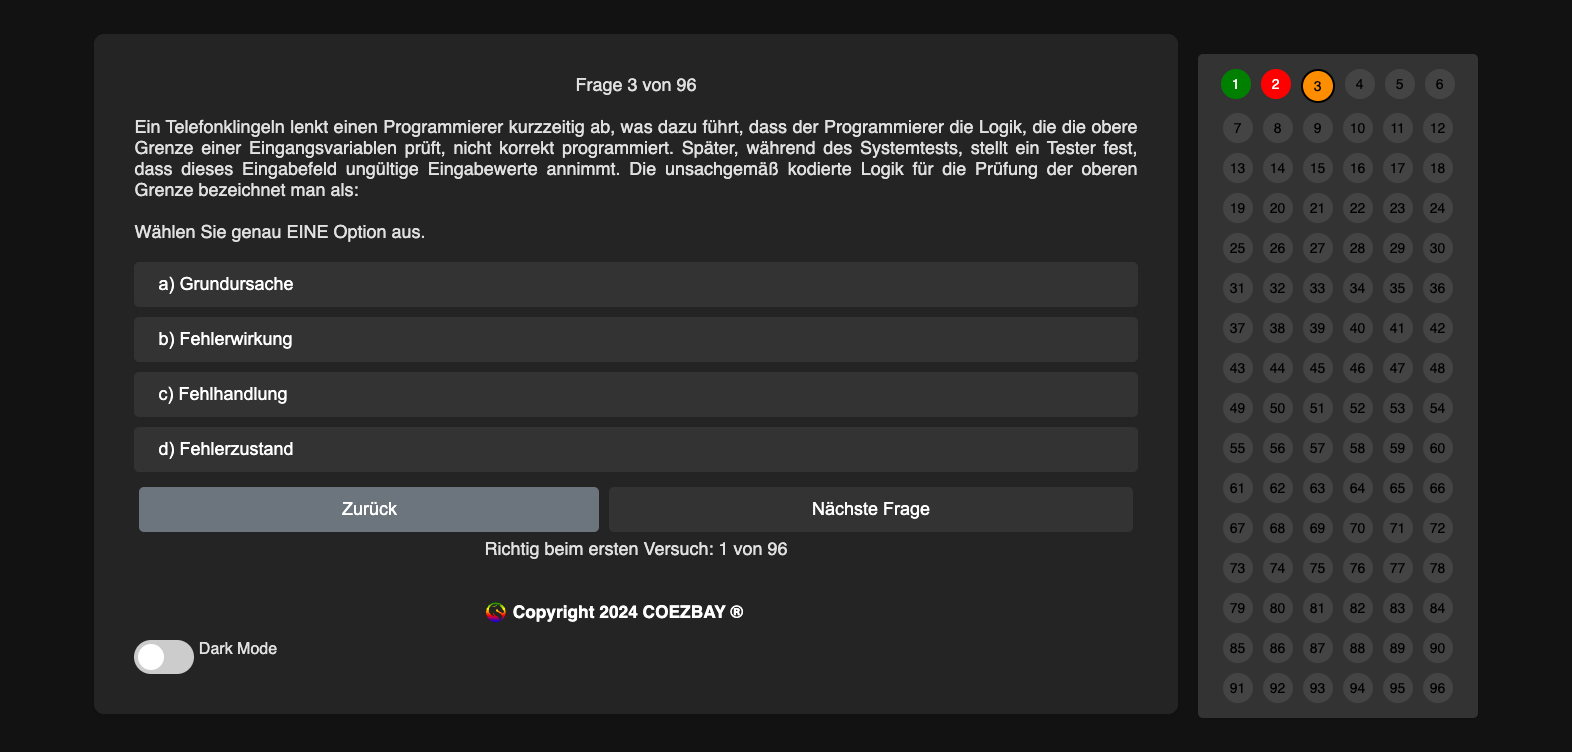 Frage 3 von 96
Ein Telefonklingeln lenkt einen Programmierer kurzzeitig ab, was dazu führt, dass der Programmierer die Logik, die die obere
Grenze einer Eingangsvariablen prüft, nicht korrekt programmiert. Später, während des Systemtests, stellt ein Tester fest,
dass dieses Eingabefeld ungültige Eingabewerte annimmt. Die unsachgemäß kodierte Logik für die Prüfung der oberen
Grenze bezeichnet man als:
Wählen Sie genau EINE Option aus.
a) Grundursache
b) Fehlerwirkung
c) Fehlhandlung
d) Fehlerzustand
Zurück
Nächste Frage
Richtig beim ersten Versuch: 1 von 96
Copyright 2024 COEZBAY ®
Dark Mode
1 2 3 4 5 6
7 8 9 10 11 12
13 14 15 16 17 18
19 20 21 22 23 24
25 26 27 28 29 30
31 32 33 34 35 36
37 38 39 40 41 42
43 44 45 46 47 48
49 50 51 52 53 54
55 56 57 58 59 60
61 62 63 64 65 66
67 68 69 70 71 72
73 74 75 76 77 78
79 80 81 82 83 84
85 86 87 88 89 90
91 92 93 94 95 96